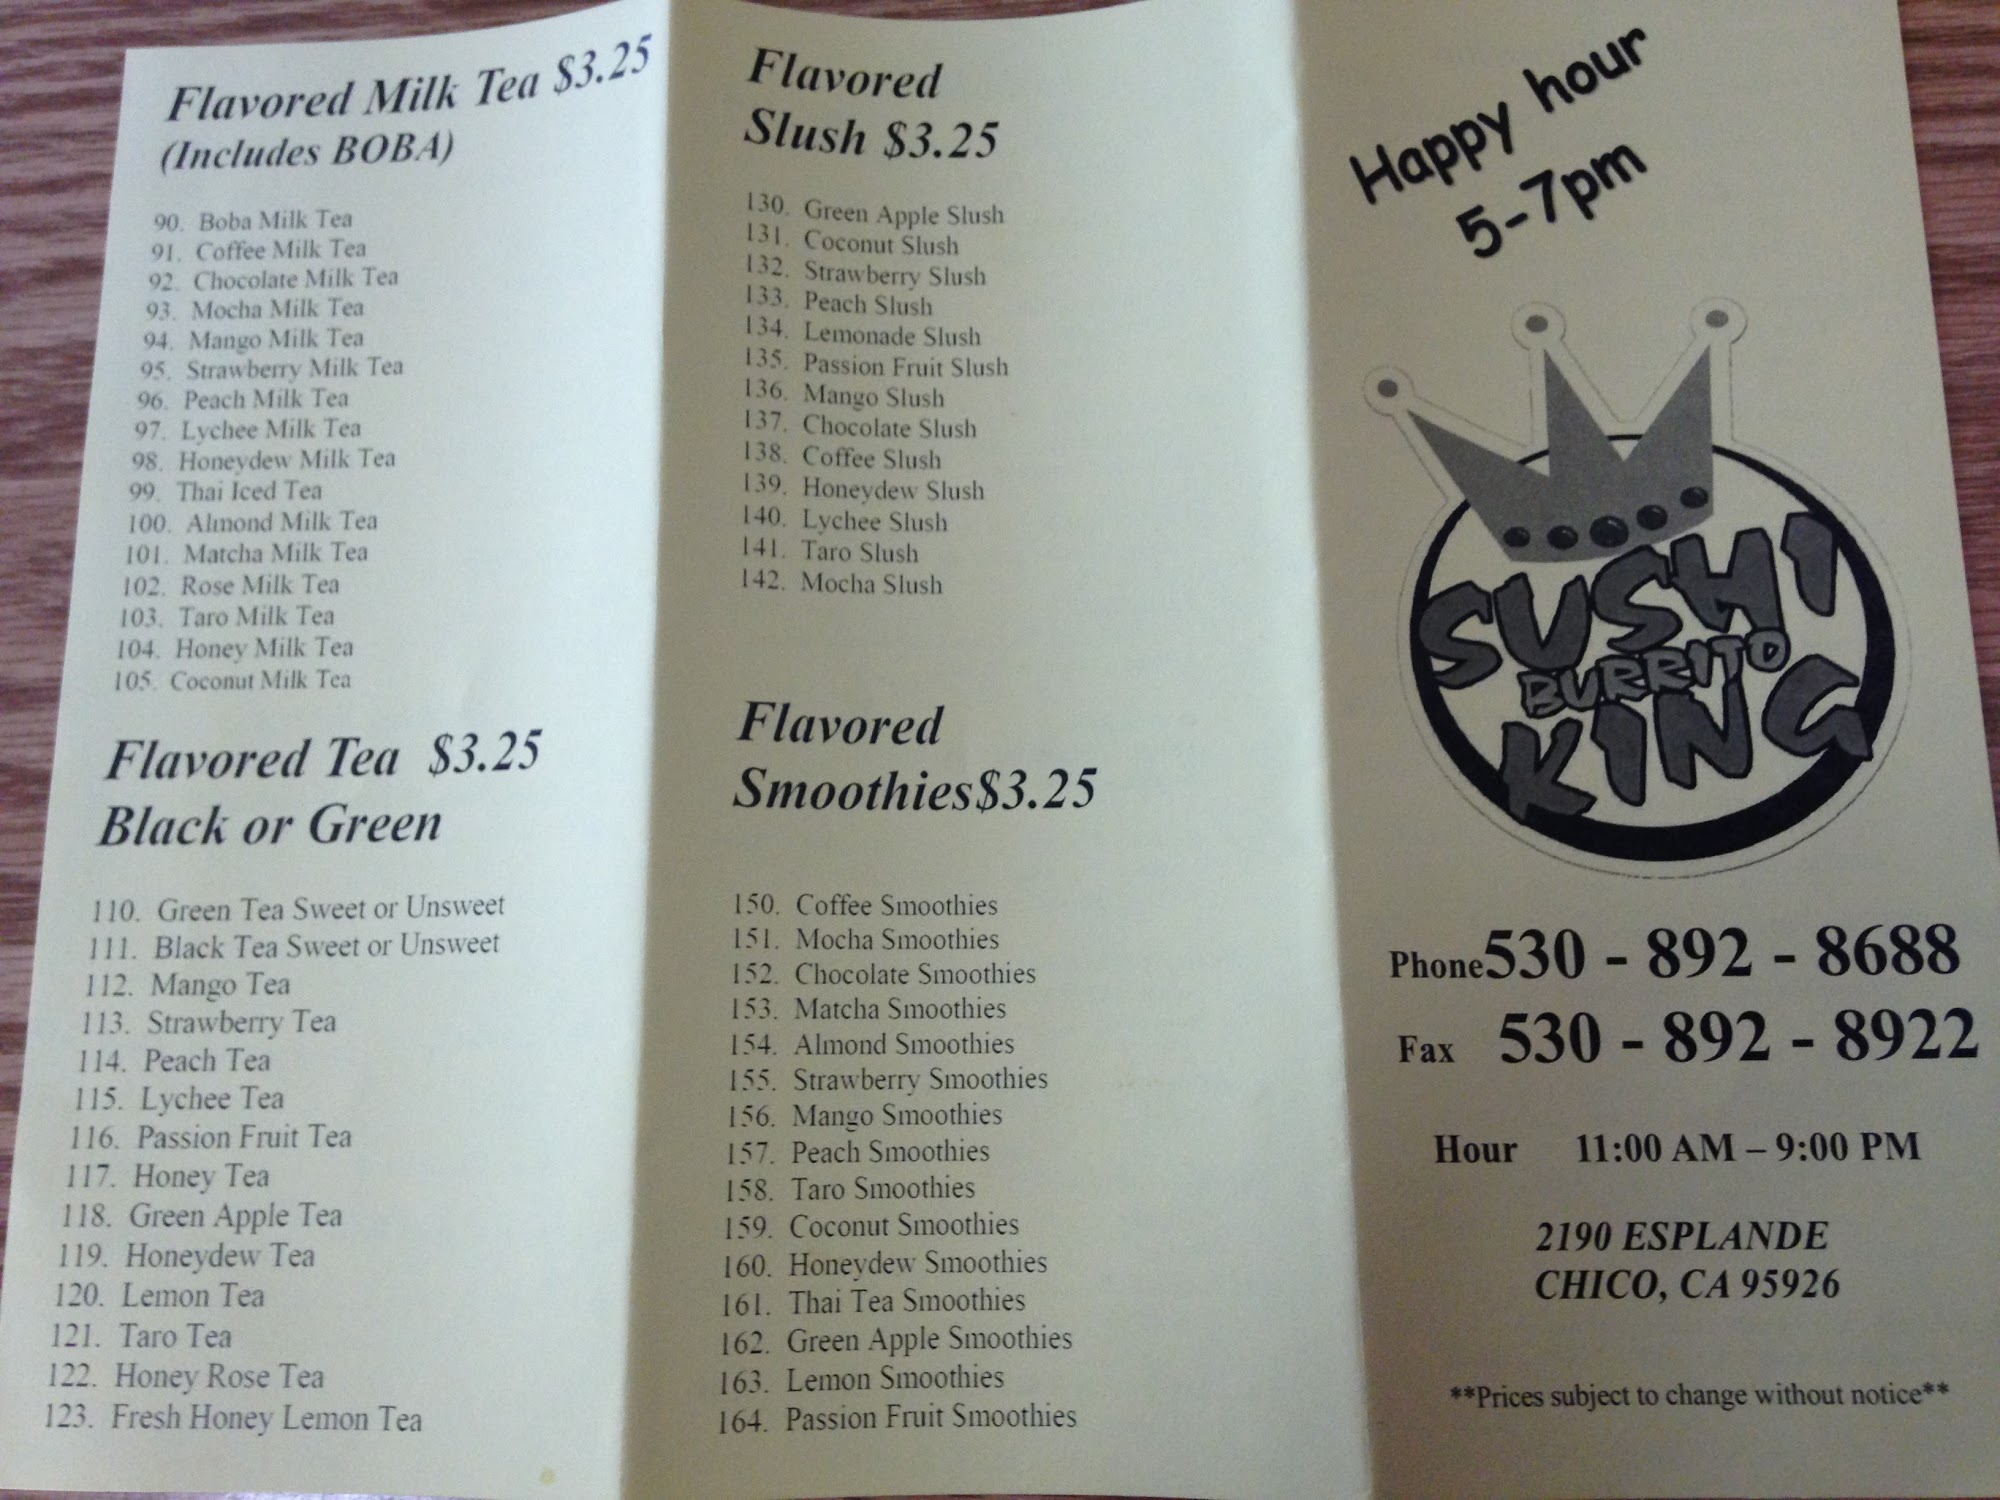 Flavored Milk Tea $3.25
(Includes BOBA)
90. Boba Milk Tea
91. Coffee Milk Tea
92. Chocolate Milk Tea
93. Mocha Milk Tea
94. Mango Milk Tea
95. Strawberry Milk Tea
96. Peach Milk Tea
97. Lychee Milk Tea
98. Honeydew Milk Tea
99. Thai Iced Tea
100. Almond Milk Tea
101. Matcha Milk Tea
102. Rose Milk Tea
103. Taro Milk Tea
104. Honey Milk Tea
105. Coconut Milk Tea
Flavored Tea $3.25
Black or Green
110. Green Tea Sweet or Unsweet
111. Black Tea Sweet or Unsweet
112. Mango Tea
113. Strawberry Tea
114. Peach Tea
115. Lychee Tea
116. Passion Fruit Tea
117. Honey Tea
118. Green Apple Tea
119. Honeydew Tea
120. Lemon Tea
121. Taro Tea
122. Honey Rose Tea
123. Fresh Honey Lemon Tea
Flavored
Slush $3.25
130. Green Apple Slush
131. Coconut Slush
132. Strawberry Slush
133. Peach Slush
134. Lemonade Slush
135. Passion Fruit Slush
136. Mango Slush
137. Chocolate Slush
138. Coffee Slush
139. Honeydew Slush
140. Lychee Slush
141. Taro Slush
142. Mocha Slush
Flavored
Smoothies$3.25
150. Coffee Smoothies
151. Mocha Smoothies
152. Chocolate Smoothies
153. Matcha Smoothies
154. Almond Smoothies
155. Strawberry Smoothies
156. Mango Smoothies
157. Peach Smoothies
158. Taro Smoothies
159. Coconut Smoothies
160. Honeydew Smoothies
161. Thai Tea Smoothies
162. Green Apple Smoothies
163. Lemon Smoothies
164. Passion Fruit Smoothies
Happy hour
5-7pm
SUSHI
BURRITO
KING
Phone530 - 892 - 8688
Fax 530 - 892 - 8922
Hour 11:00 AM – 9:00 PM
2190 ESPLANDE
CHICO, CA 95926
**Prices subject to change without notice**